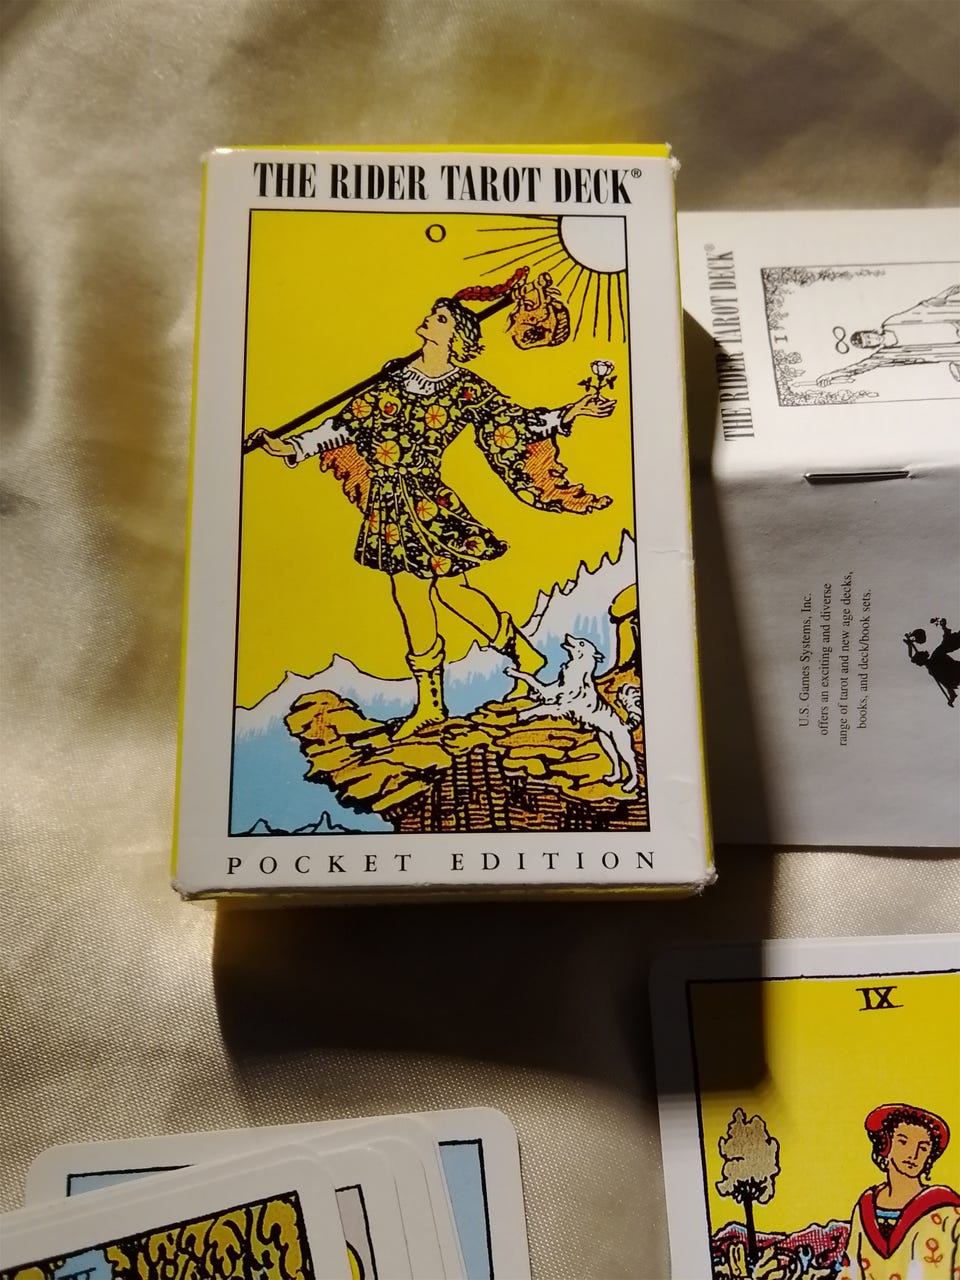 THE RIDER TAROT DECK®
0
POCKET EDITION
THE RIDER TAROT DECK®
I
U.S. Games Systems, Inc.
offers an exciting and diverse
range of tarot and new age decks,
books, and deck/book sets.
IX